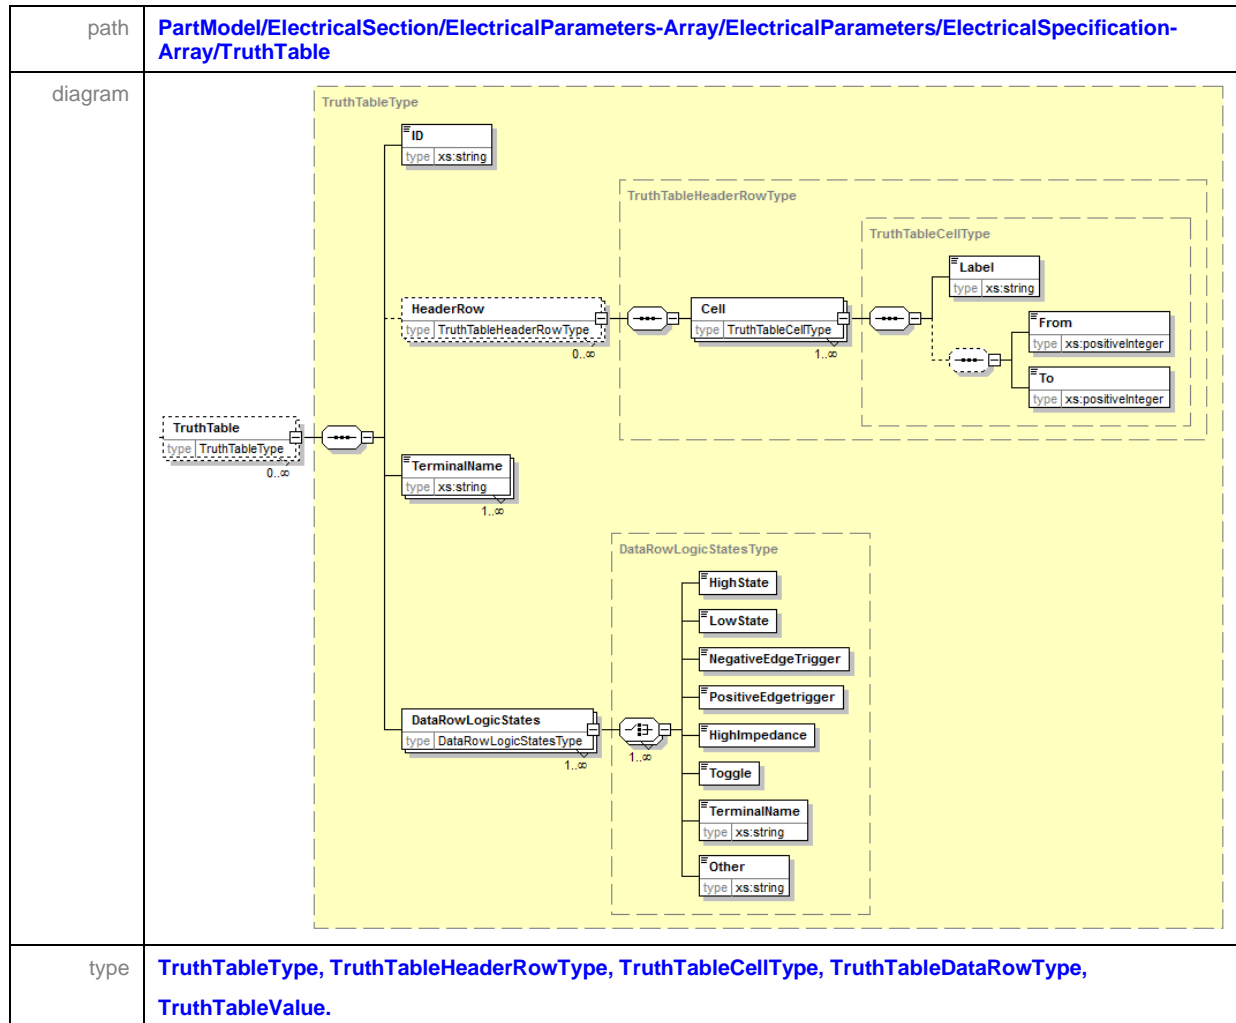 path
PartModel/ElectricalSection/ElectricalParameters-Array/ElectricalParameters/ElectricalSpecification-
Array/TruthTable
diagram
TruthTableType
ID
type xs:string
TruthTableHeaderRowType
TruthTableCellType
Label
type xs:string
HeaderRow
type TruthTableHeaderRowType
0..∞
Cell
type TruthTableCellType
1..∞
From
type xs:positiveInteger
To
type xs:positiveInteger
TruthTable
type TruthTableType
0..∞
TerminalName
type xs:string
1..∞
DataRowLogicStatesType
HighState
LowState
NegativeEdgeTrigger
PositiveEdgetrigger
DataRowLogicStates
type DataRowLogicStatesType
1..∞
1..∞
HighImpedance
Toggle
TerminalName
type xs:string
Other
type xs:string
type
TruthTableType, TruthTableHeaderRowType, TruthTableCellType, TruthTableDataRowType,
TruthTableValue.